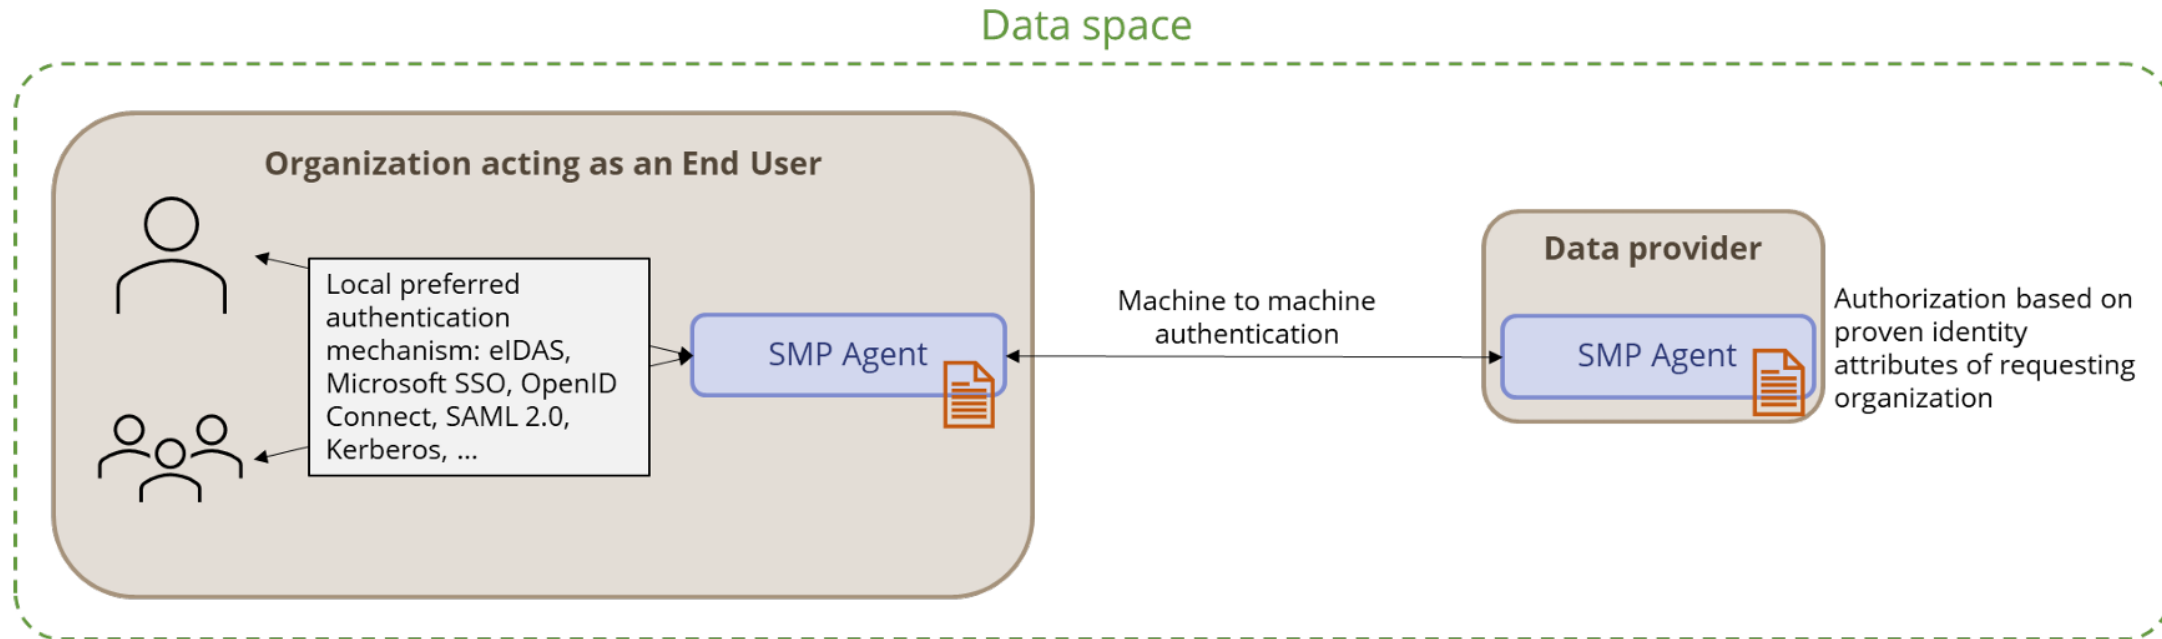 Data space
Organization acting as an End User
Local preferred
authentication
mechanism: eIDAS,
Microsoft SSO, OpenID
Connect, SAML 2.0,
Kerberos, ...
SMP Agent
Machine to machine
authentication
Data provider
SMP Agent
Authorization based on
proven identity
attributes of requesting
organization